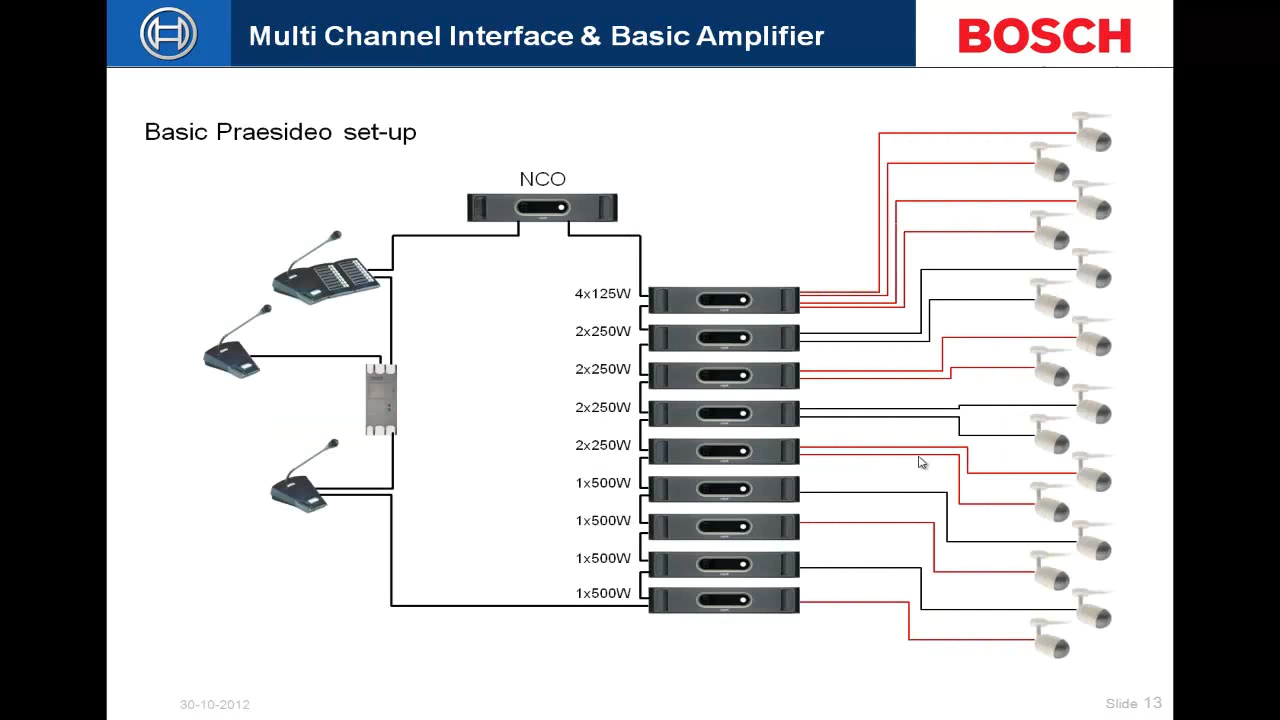 Multi Channel Interface & Basic Amplifier
BOSCH
Basic Praesideo set-up
NCO
4x125W
2x250W
2x250W
2x250W
2x250W
1x500W
1x500W
1x500W
1x500W
30-10-2012
Slide 13